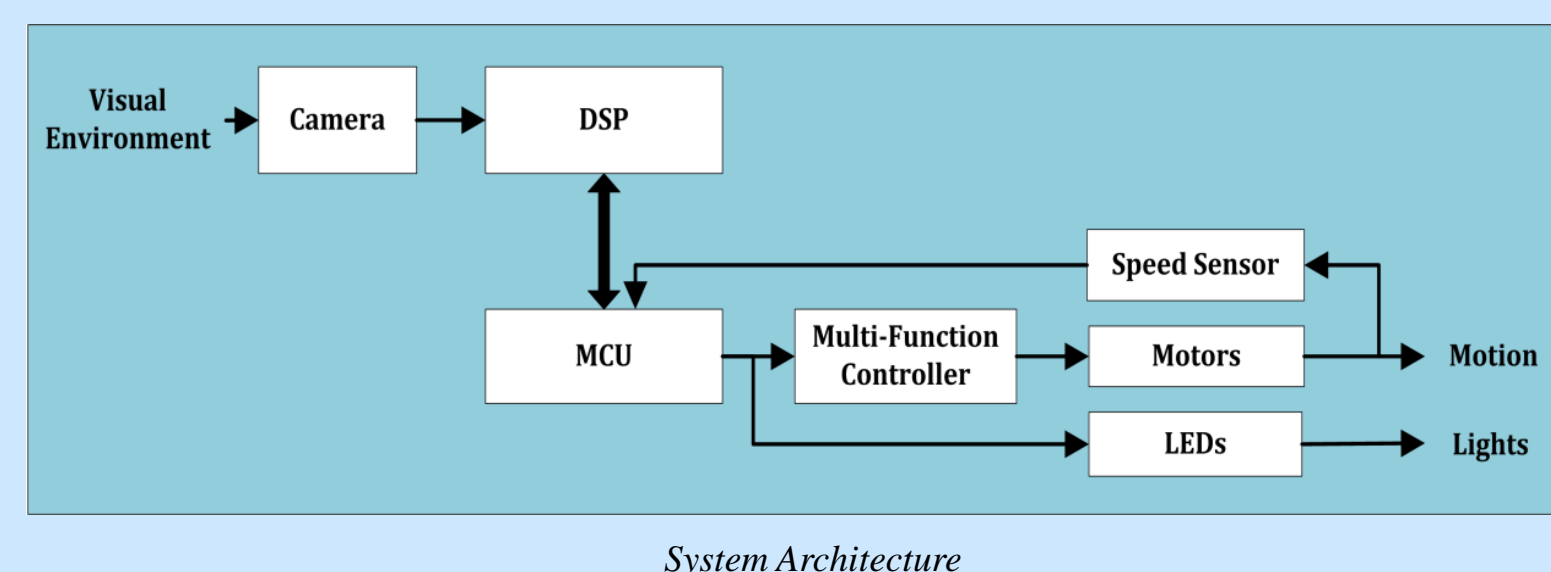 Visual
Environment
Camera
DSP
Speed Sensor
MCU
Multi-Function
Controller
Motors
Motion
LEDs
Lights
System Architecture